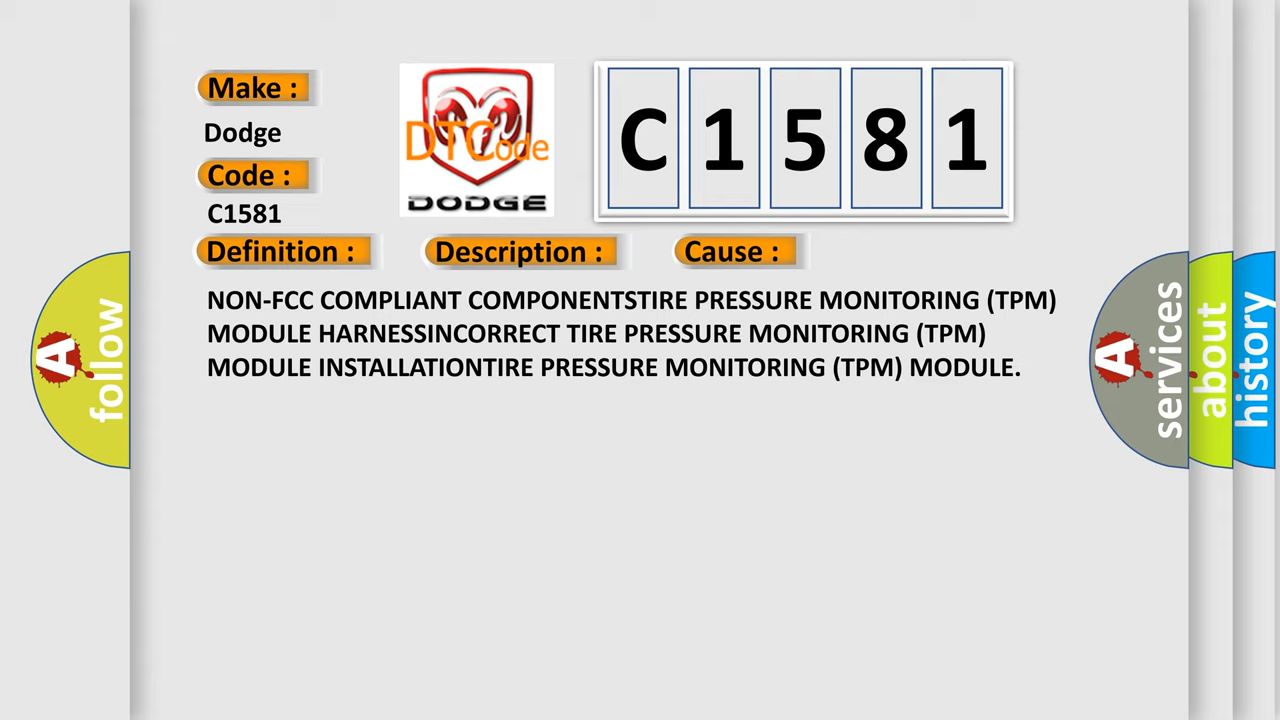 Make :
Dodge
Code :
C1581
DTCode
DODGE
C 1 5 8 1
Definition :
Description :
Cause :
NON-FCC COMPLIANT COMPONENTSTIRE PRESSURE MONITORING (TPM)
MODULE HARNESSINCORRECT TIRE PRESSURE MONITORING (TPM)
MODULE INSTALLATIONTIRE PRESSURE MONITORING (TPM) MODULE.
A
follow
A
services
about
history